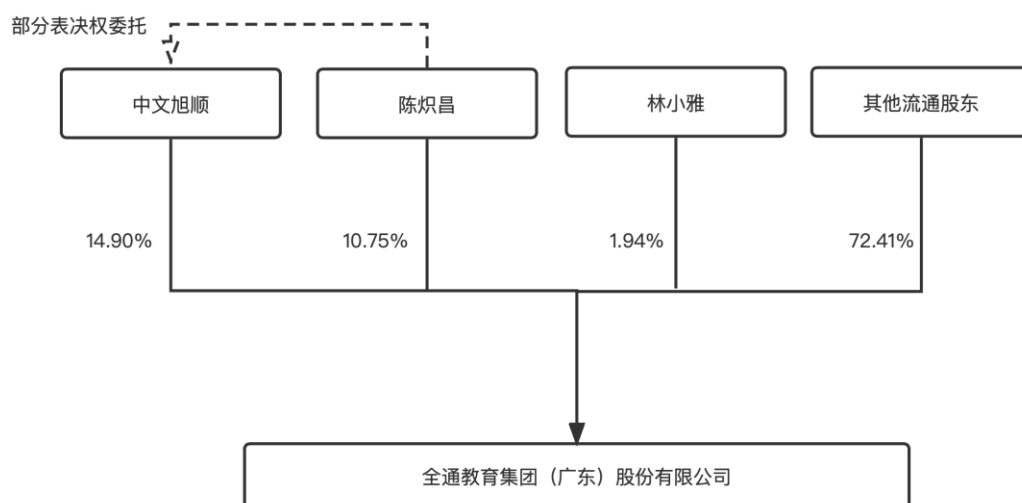 部分表决权委托
中文旭顺
陈炽昌
林小雅
其他流通股东
14.90%
10.75%
1.94%
72.41%
全通教育集团（广东）股份有限公司